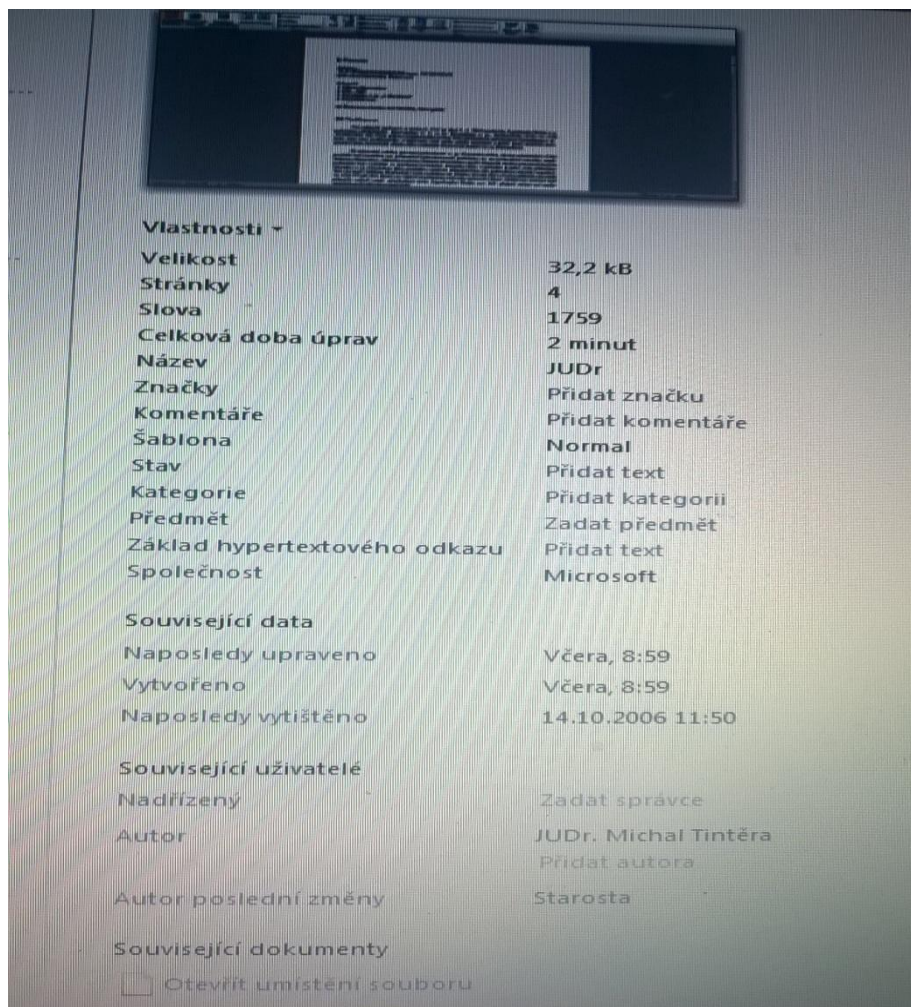 Vlastnosti
Velikost 32,2 kB
Stránky 4
Slova 1759
Celková doba úprav 2 minut
Název JUDr
Značky Přidat značku
Komentáře Přidat komentáře
Šablona Normal
Stav Přidat text
Kategorie Přidat kategorii
Předmět Zadat předmět
Základ hypertextového odkazu Přidat text
Společnost Microsoft
Související data
Naposledy upraveno Včera, 8:59
Vytvořeno Včera, 8:59
Naposledy vytištěno 14.10.2006 11:50
Související uživatelé
Nadřízený Zadat správce
Autor JUDr. Michal Tintěra
Přidat autora
Autor poslední změny Starosta
Související dokumenty
Otevřít umístění souboru